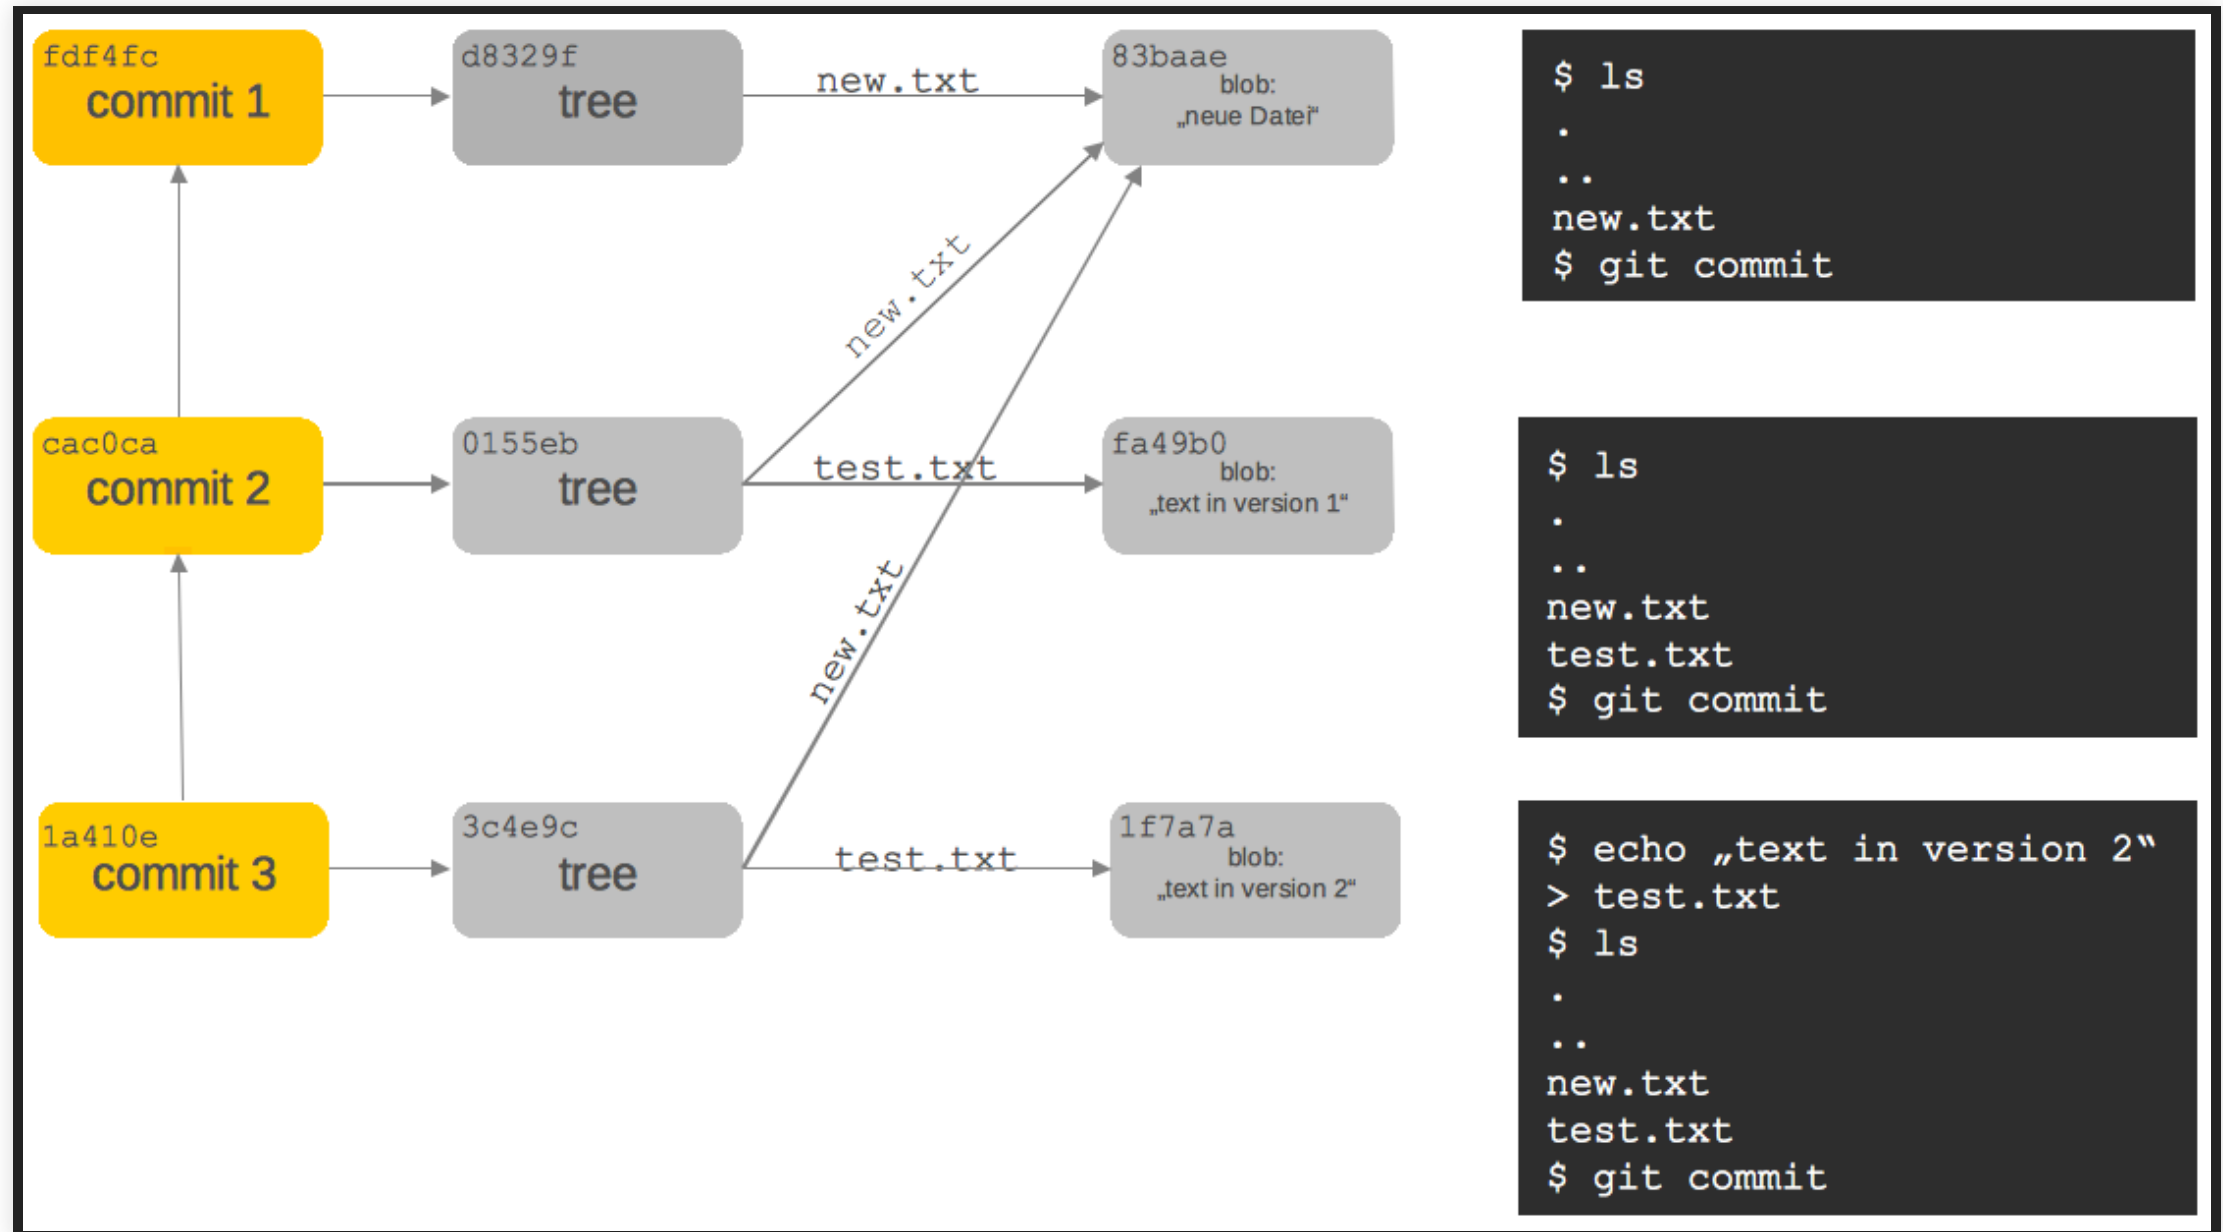 fdf4fc
commit 1
d8329f
tree
new.txt
83baae
blob:
„neue Datei“
$ ls
.
..
new.txt
$ git commit
new.txt
cac0ca
commit 2
0155eb
tree
test.txt
fa49b0
blob:
„text in version 1“
$ ls
.
..
new.txt
test.txt
$ git commit
new.txt
1a410e
commit 3
3c4e9c
tree
test.txt
1f7a7a
blob:
„text in version 2“
$ echo „text in version 2“
> test.txt
$ ls
.
..
new.txt
test.txt
$ git commit